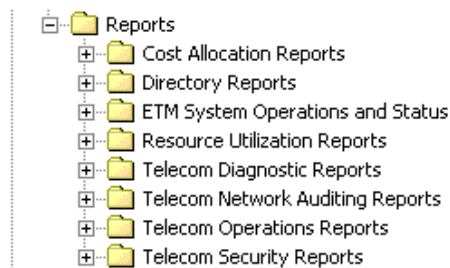 Reports
Cost Allocation Reports
Directory Reports
ETM System Operations and Status
Resource Utilization Reports
Telecom Diagnostic Reports
Telecom Network Auditing Reports
Telecom Operations Reports
Telecom Security Reports